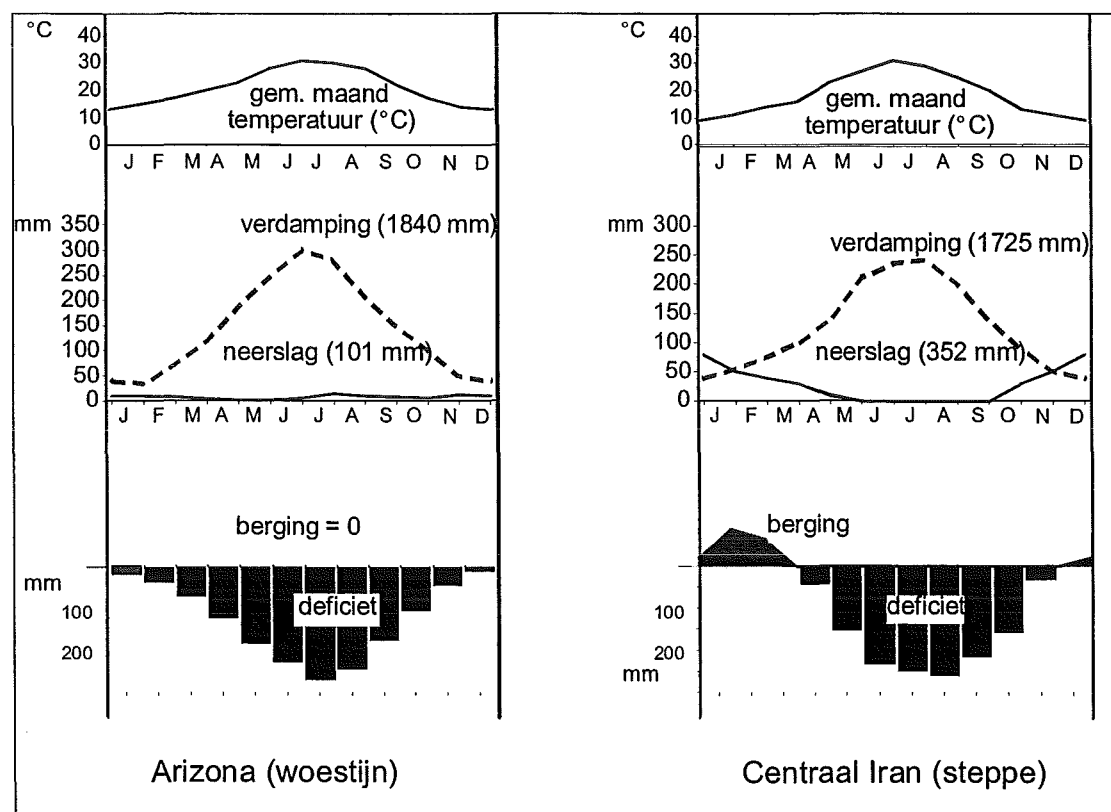 °C 40
30
20
10
0
gem. maand
temperatuur (°C)
J F M A M J J A S O N D
mm 350
300
250
200
150
100
50
0
verdamping (1840 mm)
neerslag (101 mm)
J F M A M J J A S O N D
berging = 0
mm
100
200
deficiet
Arizona (woestijn)
°C 40
30
20
10
0
gem. maand
temperatuur (°C)
J F M A M J J A S O N D
mm 300
250
200
150
100
50
0
verdamping (1725 mm)
neerslag (352 mm)
J F M A M J J A S O N D
berging
100
200
mm
deficiet
Centraal Iran (steppe)